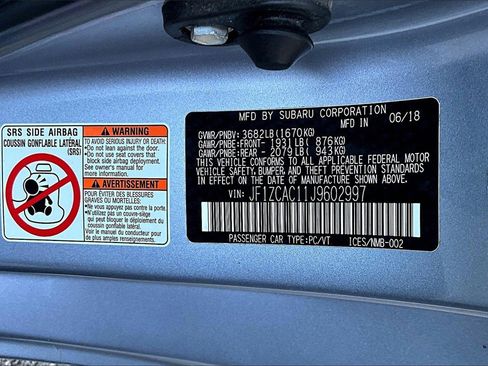 SRS SIDE AIRBAG
COUSSIN GONFLABLE LATÉRAL
(SRS)
WARNING
TO AVOID SERIOUS INJURY OR DEATH:
•Do not lean against the door.
•Do not use seat covers that
block side airbag deployment.
See owner's manual for
more information.
AVERTISSEMENT
POUR ÉVITER DES BLESSURES
GRAVES OU MORTELLES:
•Ne vous appuyez pas
contre la porte.
•N'utilisez pas un couvre-siège
qui peut bloquer le déploiement
du coussin gonflable latéral.
Voir le manuel du conducteur
pour plus d'information.
MFD BY SUBARU CORPORATION
IN 06/18
GVWR/PNBV: 3682LB(1670KG)
GAWR/PNBE:FRONT- 1931LB( 876KG)
GAWR/PNBE:REAR - 2079LB( 943KG)
THIS VEHICLE CONFORMS TO ALL APPLICABLE FEDERAL MOTOR
VEHICLE SAFETY, BUMPER AND THEFT PREVENTION STANDARDS
IN EFFECT ON THE DATE OF MANUFACTURE SHOWN ABOVE.
VIN: JF1ZCAC11J9602997
PASSENGER CAR TYPE:PC/VT ICES/NMB-002